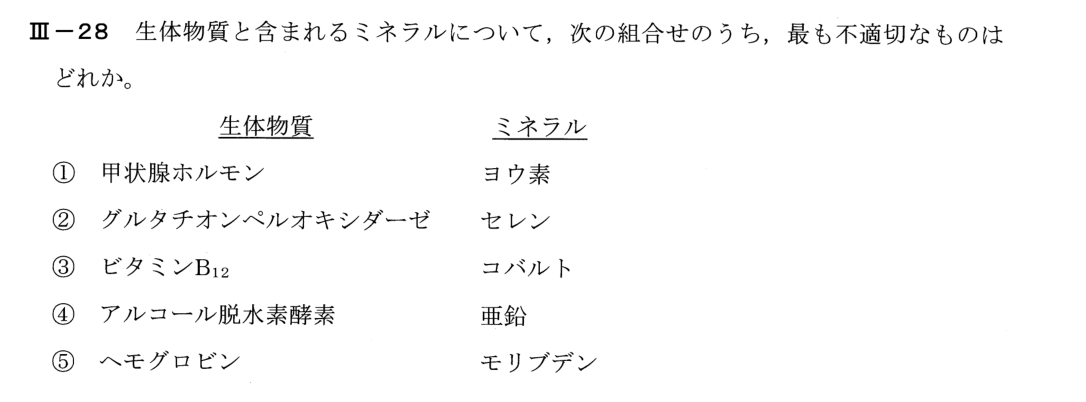 Ⅲ－28　生体物質と含まれるミネラルについて，次の組合せのうち，最も不適切なものは
どれか。
生体物質　ミネラル
①　甲状腺ホルモン　ヨウ素
②　グルタチオンペルオキシダーゼ　セレン
③　ビタミンB₁₂　コバルト
④　アルコール脱水素酵素　亜鉛
⑤　ヘモグロビン　モリブデン